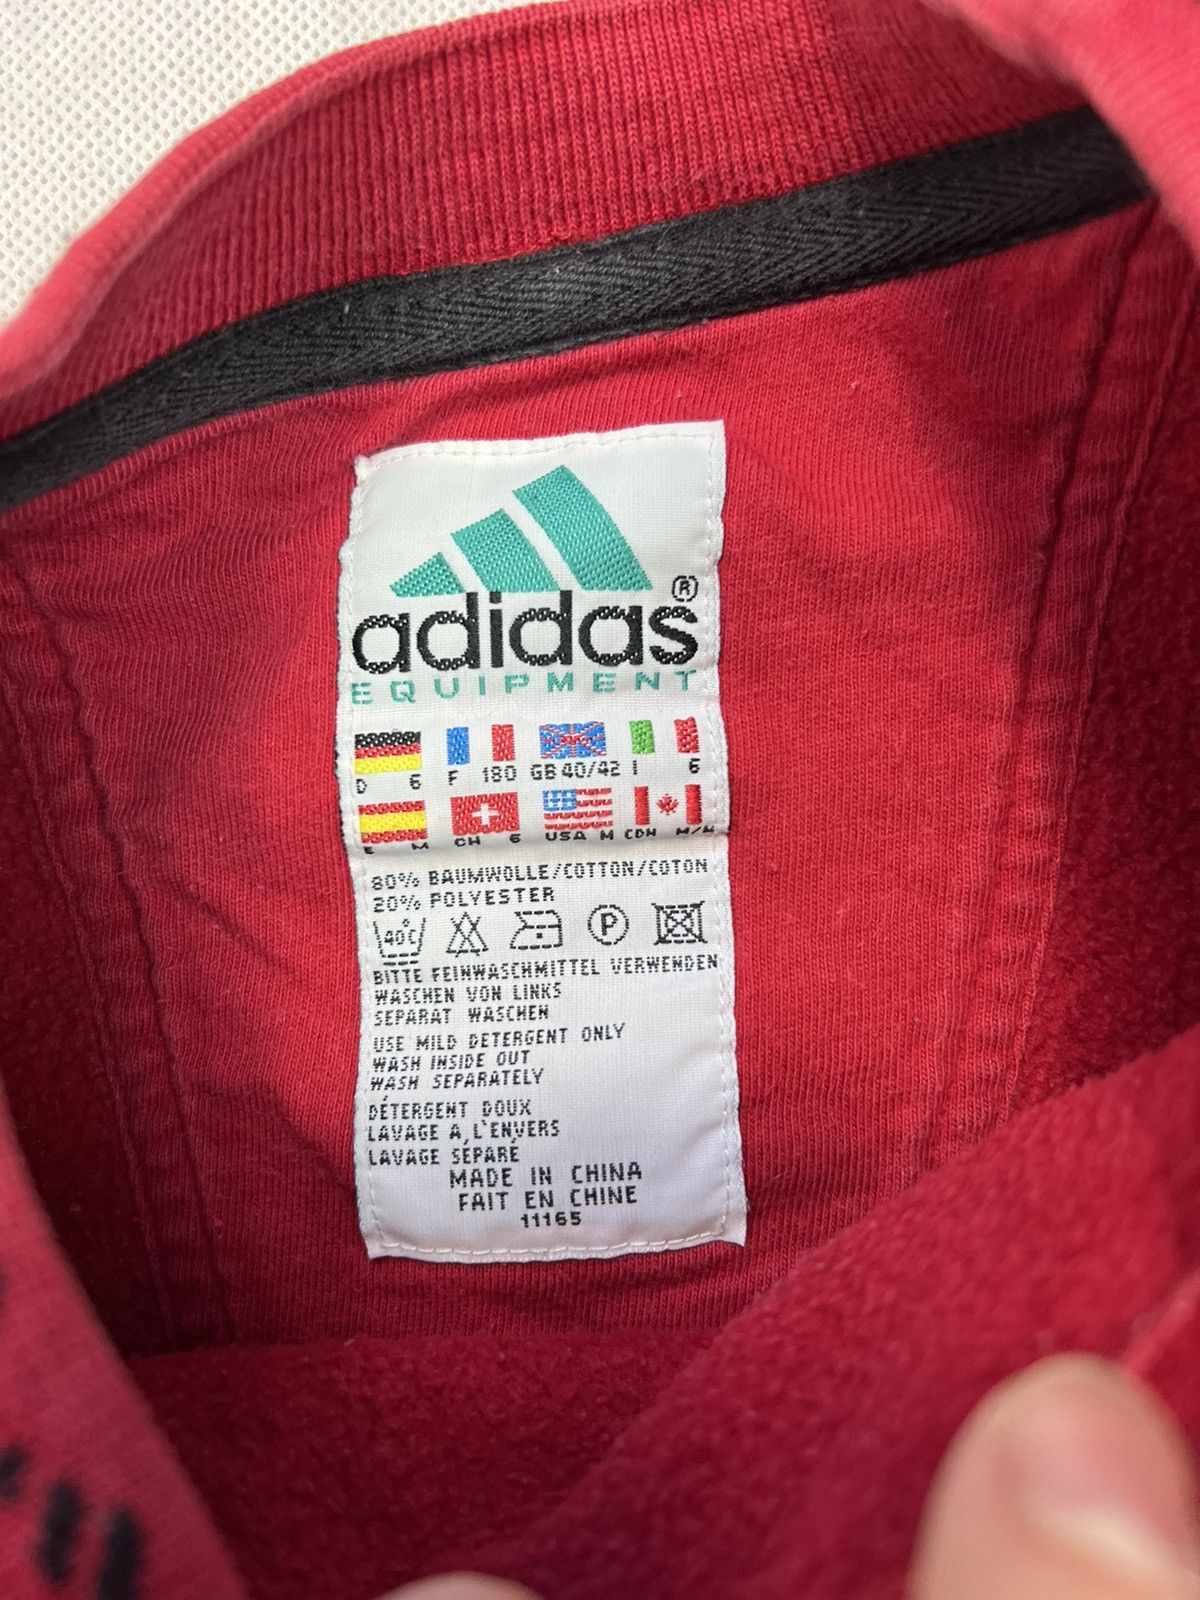 adidas®
EQUIPMENT
D 6 F 180 GB 40/42 I 6
E M CH 6 USA M CDN M/M
80% BAUMWOLLE/COTTON/COTON
20% POLYESTER
40°C P
BITTE FEINWASCHMITTEL VERWENDEN
WASCHEN VON LINKS
SEPARAT WASCHEN
USE MILD DETERGENT ONLY
WASH INSIDE OUT
WASH SEPARATELY
DÉTERGENT DOUX
LAVAGE A L'ENVERS
LAVAGE SÉPARÉ
MADE IN CHINA
FAIT EN CHINE
11165